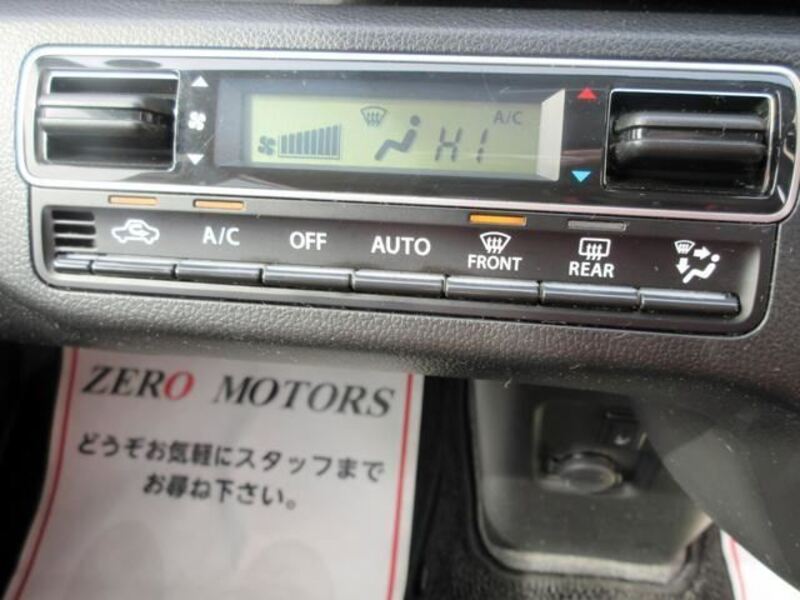 A/C
HI
A/C
OFF
AUTO
FRONT
REAR
ZERO MOTORS
どうぞお気軽にスタッフまで
お尋ね下さい。